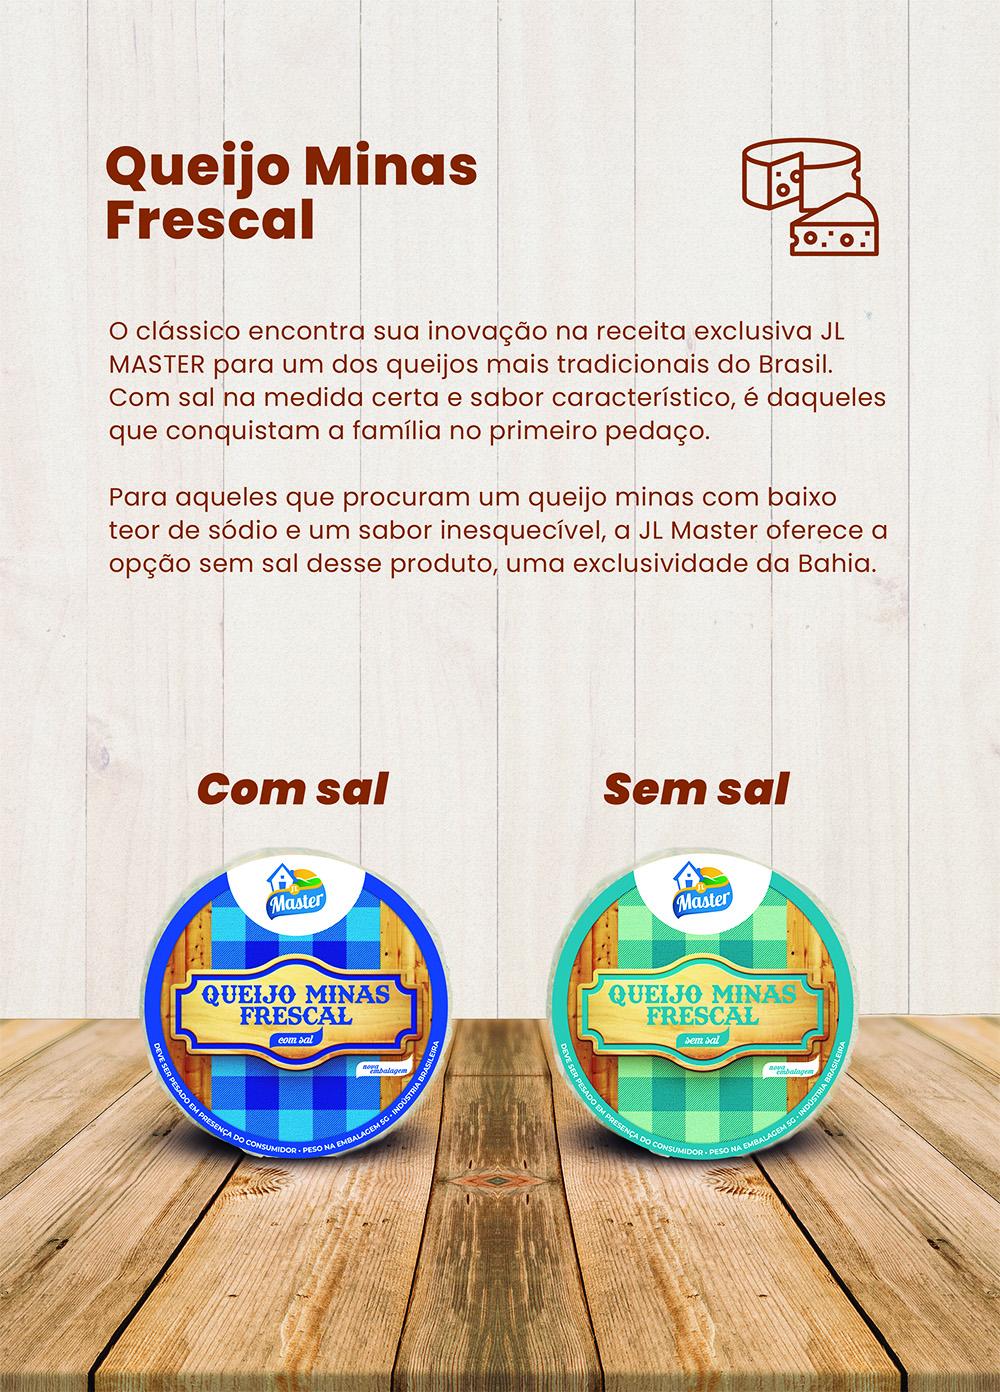 Queijo Minas
Frescal
O clássico encontra sua inovação na receita exclusiva JL
MASTER para um dos queijos mais tradicionais do Brasil.
Com sal na medida certa e sabor característico, é daqueles
que conquistam a família no primeiro pedaço.
Para aqueles que procuram um queijo minas com baixo
teor de sódio e um sabor inesquecível, a JL Master oferece a
opção sem sal desse produto, uma exclusividade da Bahia.
Com sal
Sem sal
JL
Master
QUEIJO MINAS
FRESCAL
com sal
nova
embalagem
DEVE SER PESADO EM PRESENÇA DO CONSUMIDOR • PESO NA EMBALAGEM 5G • INDÚSTRIA BRASILEIRA
JL
Master
QUEIJO MINAS
FRESCAL
sem sal
nova
embalagem
DEVE SER PESADO EM PRESENÇA DO CONSUMIDOR • PESO NA EMBALAGEM 5G • INDÚSTRIA BRASILEIRA